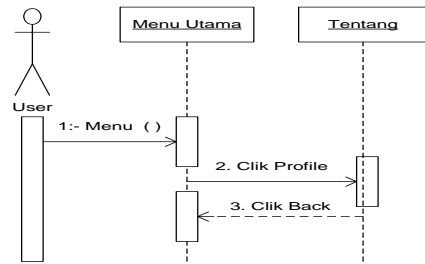 Menu Utama
Tentang
User
1:- Menu ( )
2. Clik Profile
3. Clik Back